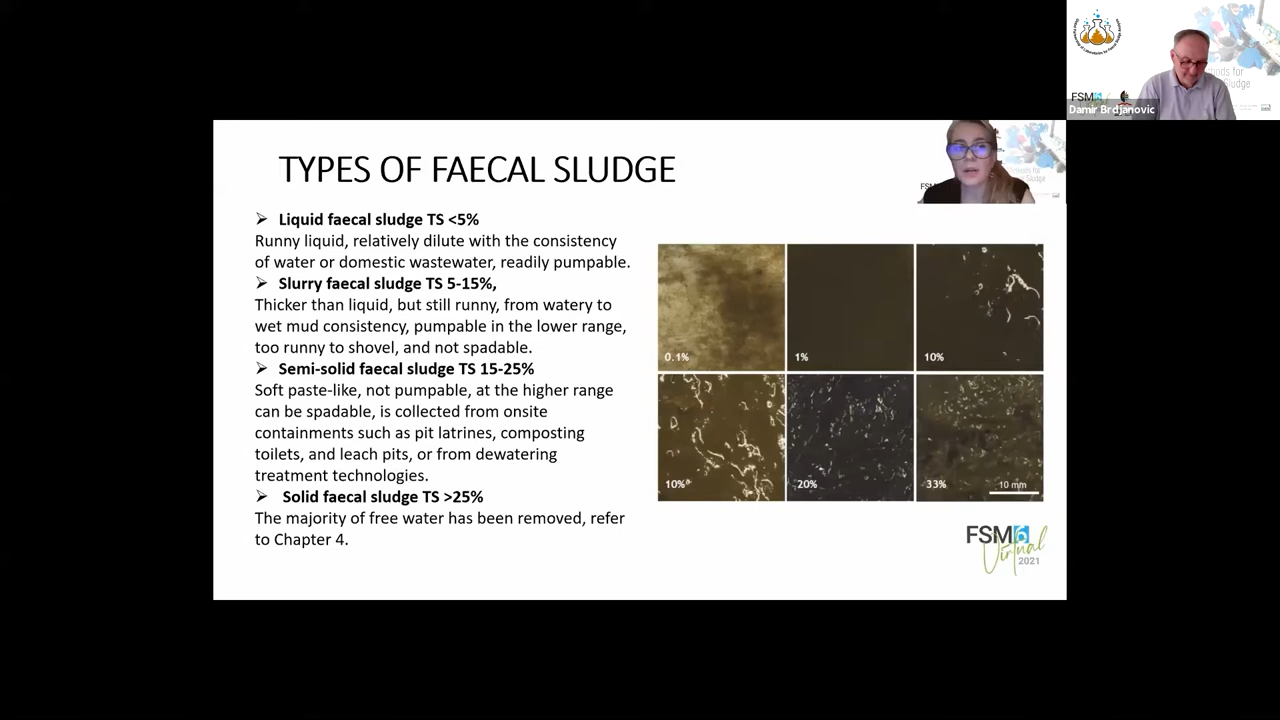 Damir Brdjanovic
FSM
TYPES OF FAECAL SLUDGE
➢ Liquid faecal sludge TS <5%
Runny liquid, relatively dilute with the consistency
of water or domestic wastewater, readily pumpable.
➢ Slurry faecal sludge TS 5-15%,
Thicker than liquid, but still runny, from watery to
wet mud consistency, pumpable in the lower range,
too runny to shovel, and not spadable.
➢ Semi-solid faecal sludge TS 15-25%
Soft paste-like, not pumpable, at the higher range
can be spadable, is collected from onsite
containments such as pit latrines, composting
toilets, and leach pits, or from dewatering
treatment technologies.
➢ Solid faecal sludge TS >25%
The majority of free water has been removed, refer
to Chapter 4.
0.1%
1%
10%
10%
20%
33%
10 mm
FSM6
Virtual
2021